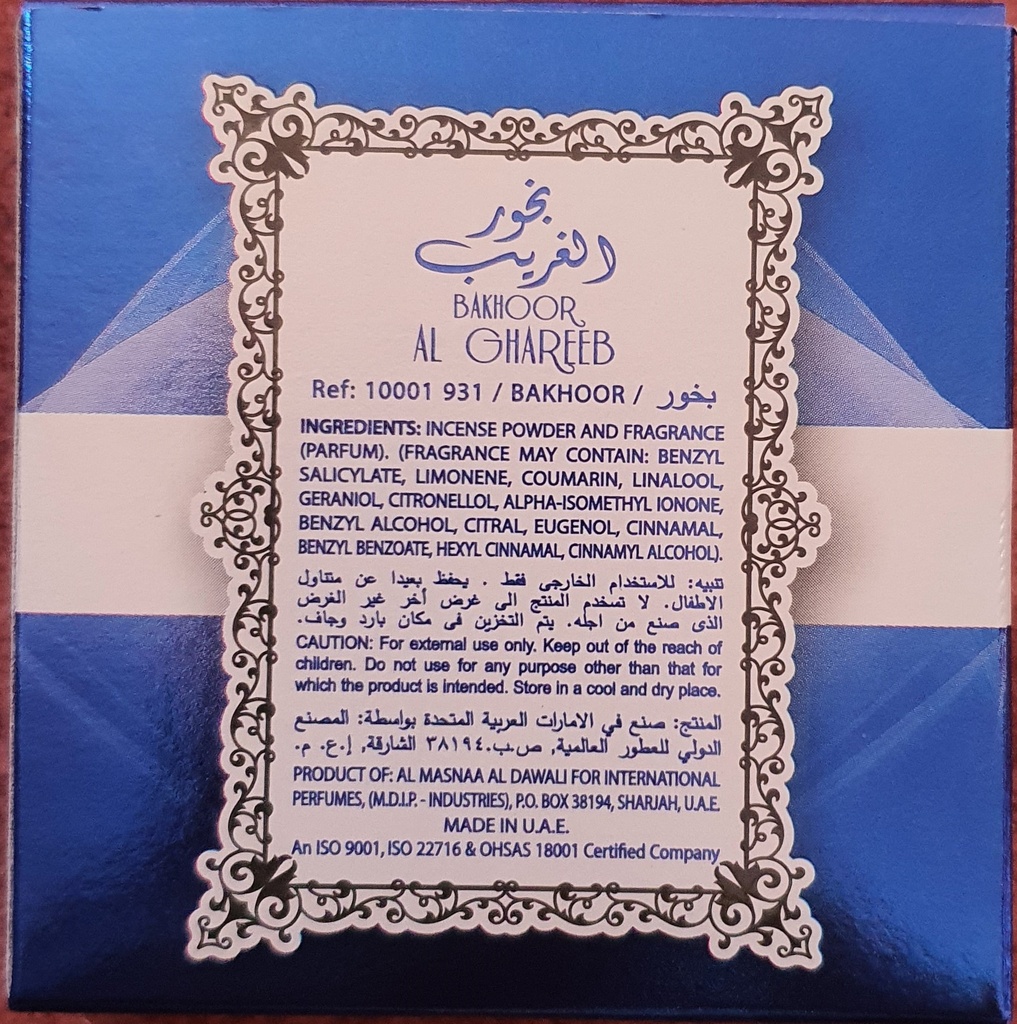 بخور
الغريب
BAKHOOR
AL GHAREEB
Ref: 10001 931 / BAKHOOR / بخور
INGREDIENTS: INCENSE POWDER AND FRAGRANCE
(PARFUM). (FRAGRANCE MAY CONTAIN: BENZYL
SALICYLATE, LIMONENE, COUMARIN, LINALOOL,
GERANIOL, CITRONELLOL, ALPHA-ISOMETHYL IONONE,
BENZYL ALCOHOL, CITRAL, EUGENOL, CINNAMAL,
BENZYL BENZOATE, HEXYL CINNAMAL, CINNAMYL ALCOHOL).
تنبيه: للاستخدام الخارجى فقط . يحفظ بعيدا عن متناول
الأطفال. لا تسخدم المنتج الى غرض أخر غير الغرض
الذى صنع من اجله. يتم التخزين فى مكان بارد وجاف.
CAUTION: For external use only. Keep out of the reach of
children. Do not use for any purpose other than that for
which the product is intended. Store in a cool and dry place.
المنتج: صنع في الامارات العربية المتحدة بواسطة: المصنع
الدولي للعطور العالمية, ص.ب.٣٨١٩٤ الشارقة, إ.ع. م.
PRODUCT OF: AL MASNAA AL DAWALI FOR INTERNATIONAL
PERFUMES, (M.D.I.P. - INDUSTRIES), P.O. BOX 38194, SHARJAH, U.A.E.
MADE IN U.A.E.
An ISO 9001, ISO 22716 & OHSAS 18001 Certified Company